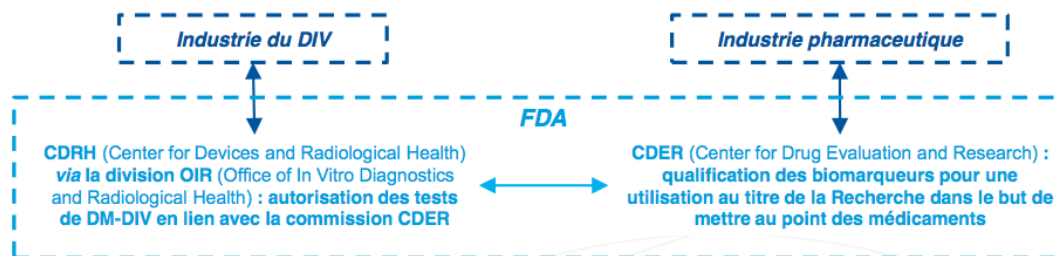 Industrie du DIV
Industrie pharmaceutique
FDA
CDRH (Center for Devices and Radiological Health)
via la division OIR (Office of In Vitro Diagnostics
and Radiological Health) : autorisation des tests
de DM-DIV en lien avec la commission CDER
CDER (Center for Drug Evaluation and Research) :
qualification des biomarqueurs pour une
utilisation au titre de la Recherche dans le but de
mettre au point des médicaments